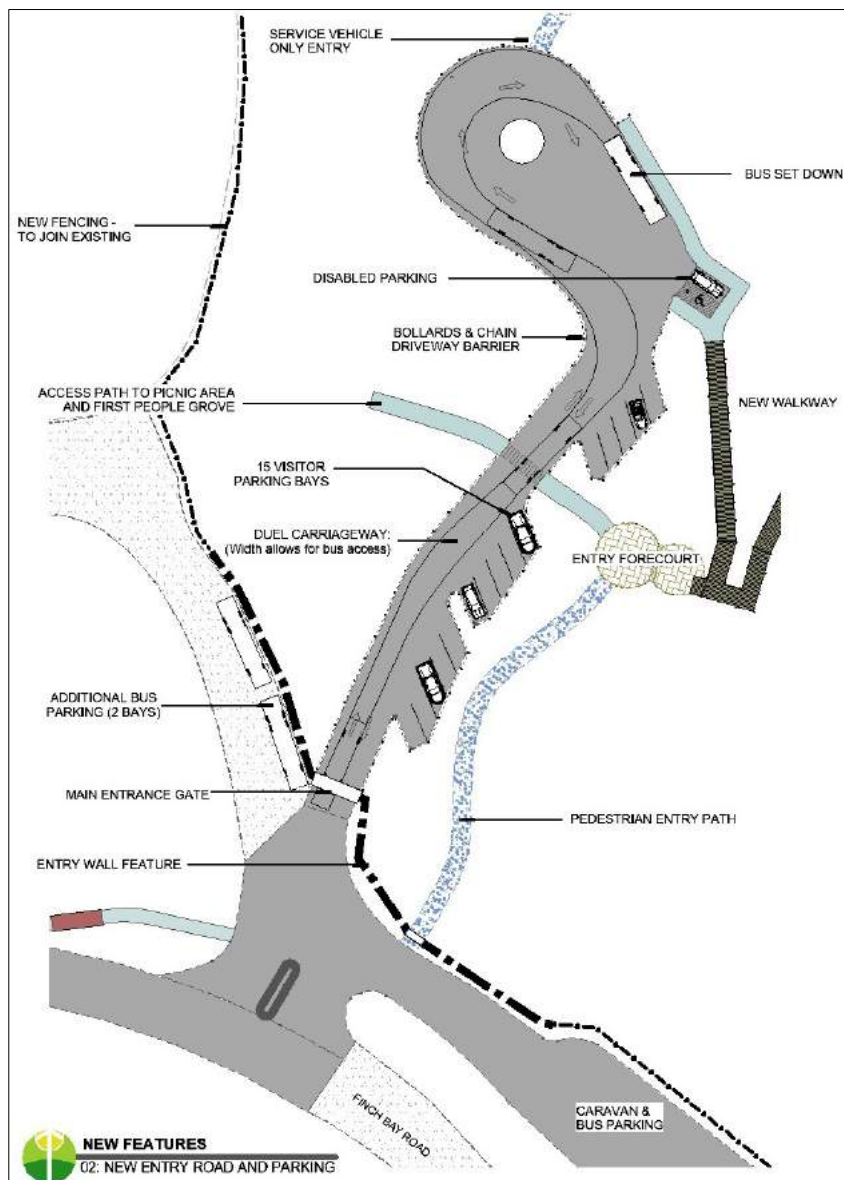 SERVICE VEHICLE
ONLY ENTRY
BUS SET DOWN
NEW FENCING -
TO JOIN EXISTING
DISABLED PARKING
BOLLARDS & CHAIN
DRIVEWAY BARRIER
ACCESS PATH TO PICNIC AREA
AND FIRST PEOPLE GROVE
NEW WALKWAY
15 VISITOR
PARKING BAYS
DUEL CARRIAGEWAY:
(Width allows for bus access)
ENTRY FORECOURT
ADDITIONAL BUS
PARKING (2 BAYS)
MAIN ENTRANCE GATE
PEDESTRIAN ENTRY PATH
ENTRY WALL FEATURE
FINCH BAY ROAD
CARAVAN &
BUS PARKING
NEW FEATURES
02: NEW ENTRY ROAD AND PARKING